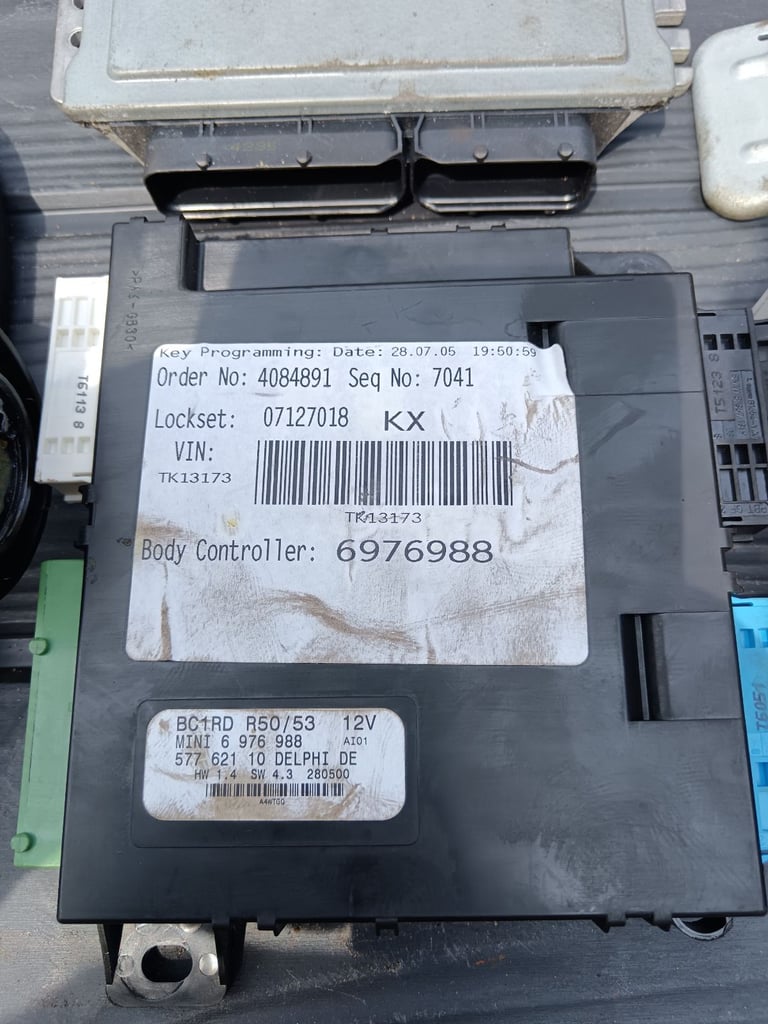 Key Programming: Date: 28.07.05 19:50:59
Order No: 4084891 Seq No: 7041
Lockset: 07127018 KX
VIN:
TK13173
TK13173
Body Controller: 6976988
BC1RD R50/53 12V
MINI 6 976 988 AI01
577 621 10 DELPHI DE
HW 1.4 SW 4.3 280500
T6113 8
T5123 8
T6051